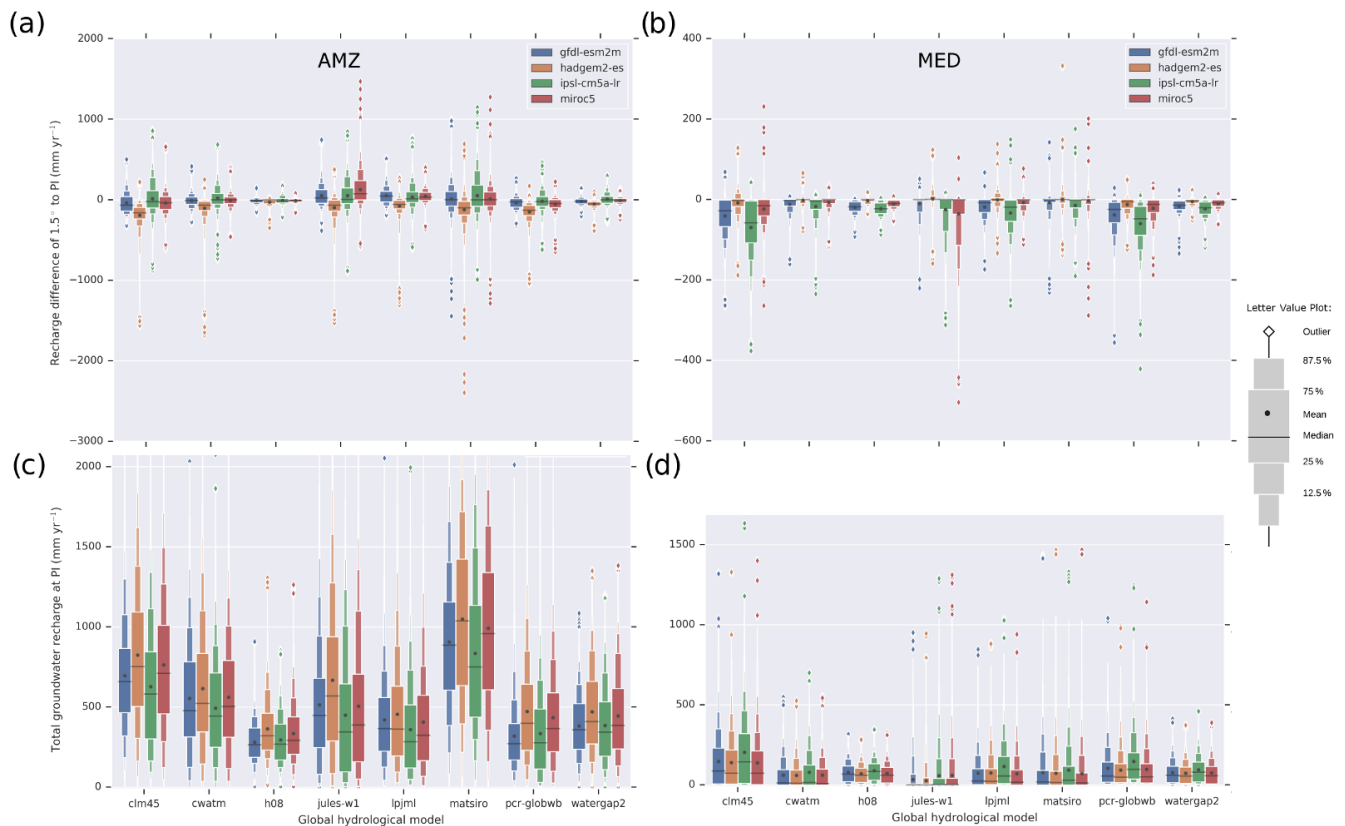 (a)
AMZ
gfdl-esm2m
hadgem2-es
ipsl-cm5a-lr
miroc5
2000
1000
0
−1000
−2000
−3000
Recharge difference of 1.5° to PI (mm yr⁻¹)
(b)
MED
gfdl-esm2m
hadgem2-es
ipsl-cm5a-lr
miroc5
400
200
0
−200
−400
−600
Letter Value Plot:
Outlier
87.5 %
75 %
Mean
Median
25 %
12.5 %
(c)
2000
1500
1000
500
0
Total groundwater recharge at PI (mm yr⁻¹)
clm45 cwatm h08 jules-w1 lpjml matsiro pcr-globwb watergap2
Global hydrological model
(d)
1500
1000
500
0
clm45 cwatm h08 jules-w1 lpjml matsiro pcr-globwb watergap2
Global hydrological model